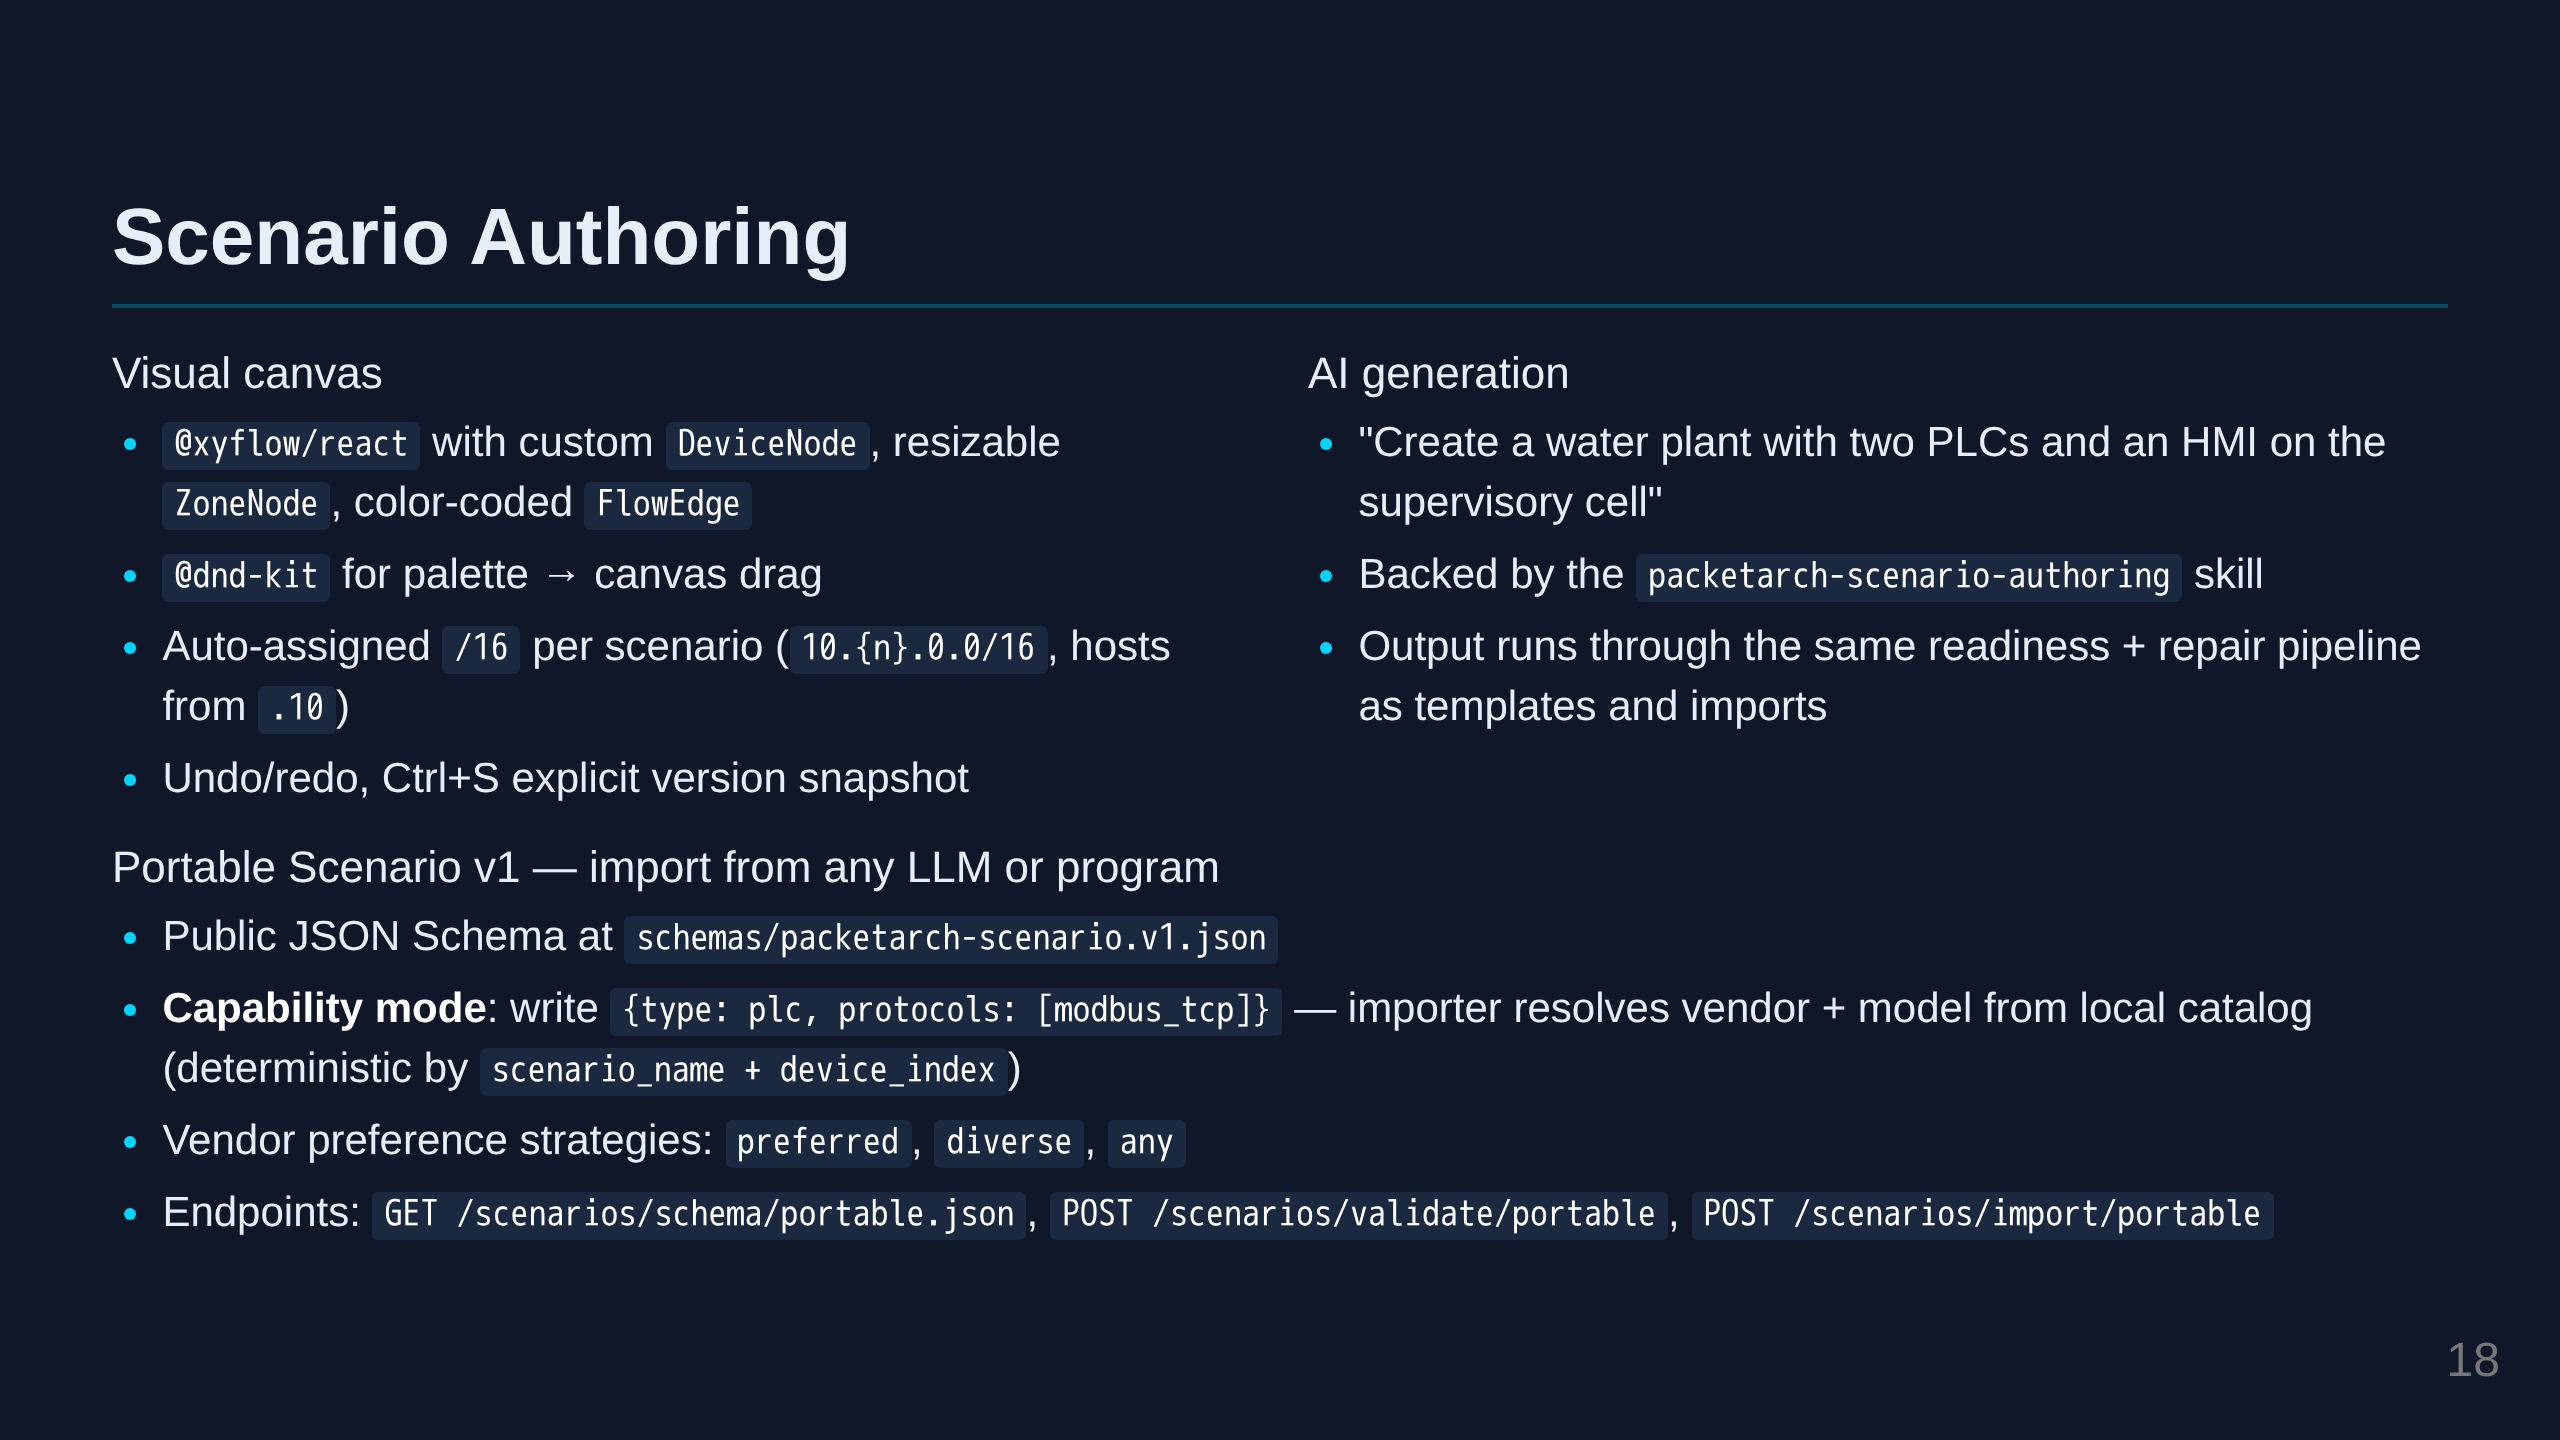 Scenario Authoring
Visual canvas
@xyflow/react with custom DeviceNode, resizable
ZoneNode, color-coded FlowEdge
@dnd-kit for palette → canvas drag
Auto-assigned /16 per scenario (10.{n}.0.0/16, hosts
from .10)
Undo/redo, Ctrl+S explicit version snapshot
AI generation
"Create a water plant with two PLCs and an HMI on the
supervisory cell"
Backed by the packetarch-scenario-authoring skill
Output runs through the same readiness + repair pipeline
as templates and imports
Portable Scenario v1 — import from any LLM or program
Public JSON Schema at schemas/packetarch-scenario.v1.json
Capability mode: write {type: plc, protocols: [modbus_tcp]} — importer resolves vendor + model from local catalog
(deterministic by scenario_name + device_index)
Vendor preference strategies: preferred, diverse, any
Endpoints: GET /scenarios/schema/portable.json, POST /scenarios/validate/portable, POST /scenarios/import/portable
18